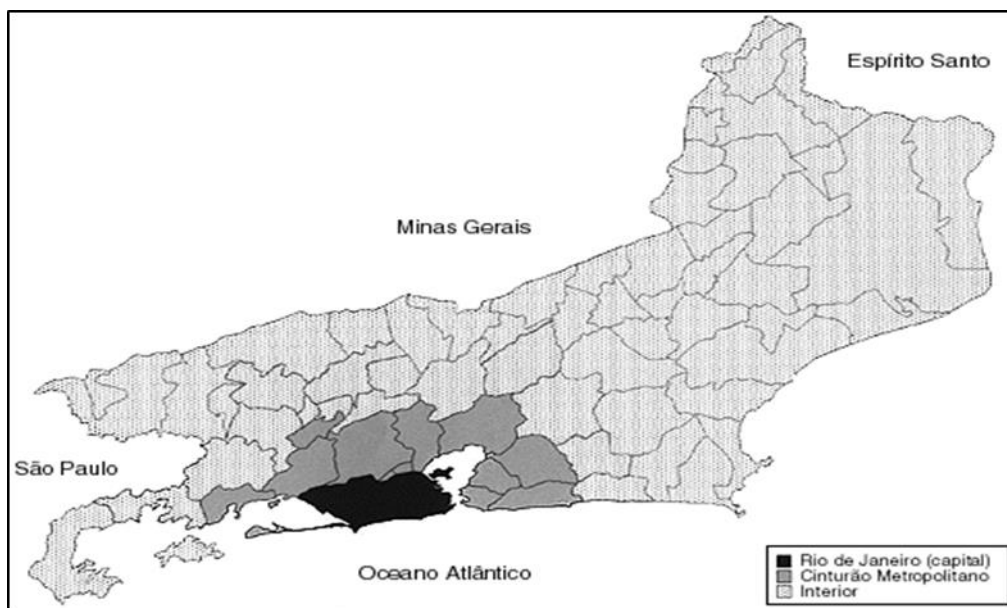 Espírito Santo
Minas Gerais
São Paulo
Oceano Atlântico
Rio de Janeiro (capital)
Cinturão Metropolitano
Interior